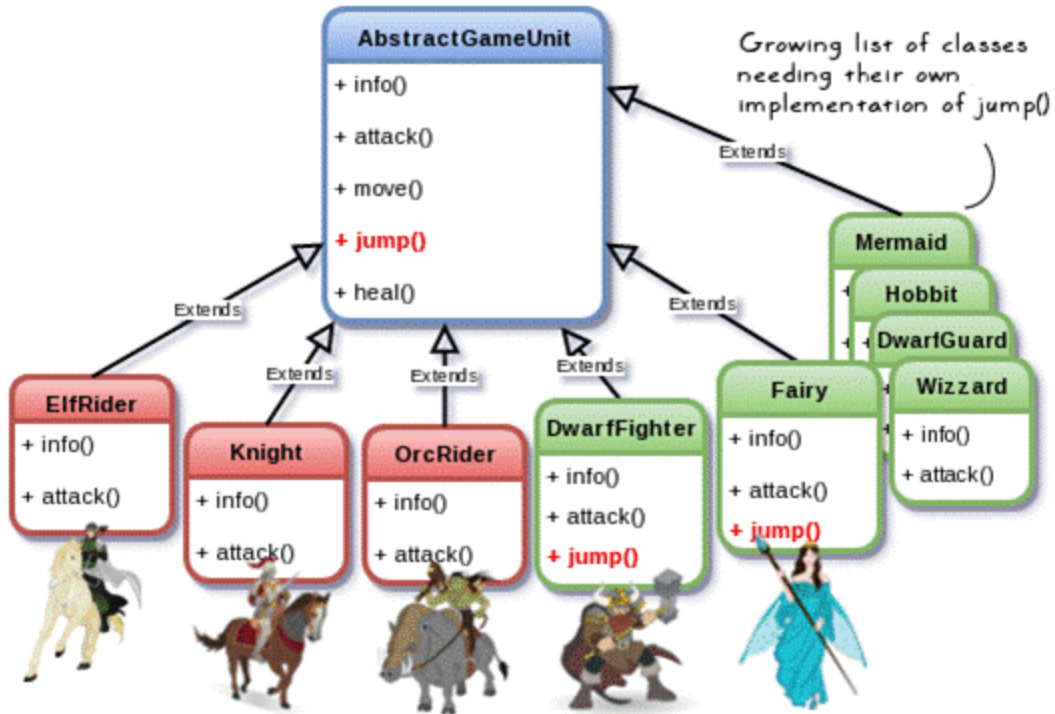 AbstractGameUnit
+ info()
+ attack()
+ move()
+ jump()
+ heal()
Growing list of classes
needing their own
implementation of jump()
Extends
Extends
Extends
Extends
Extends
Extends
ElfRider
+ info()
+ attack()
Knight
+ info()
+ attack()
OrcRider
+ info()
+ attack()
DwarfFighter
+ info()
+ attack()
+ jump()
Fairy
+ info()
+ attack()
+ jump()
Mermaid
+
+
Hobbit
+
DwarfGuard
+
+
Wizzard
+ info()
+ attack()